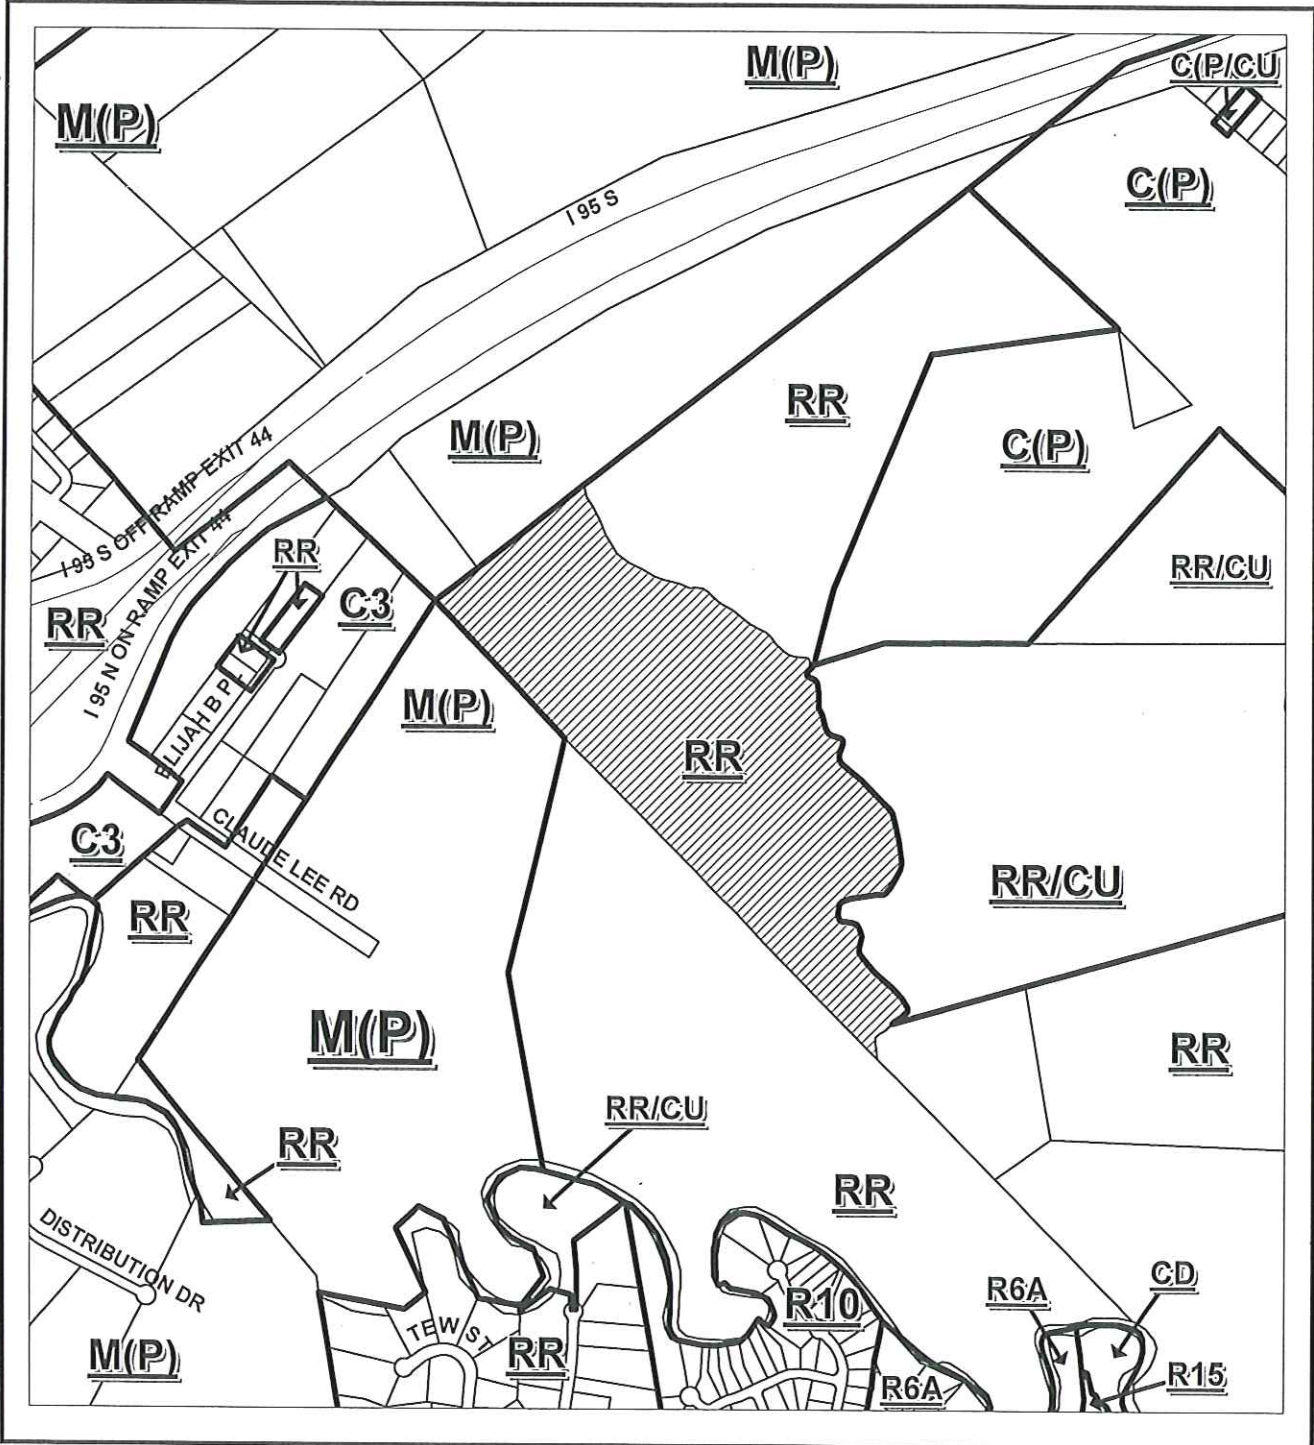 M(P)
C(P/CU
M(P)
C(P)
I 95 S
RR
M(P)
C(P)
I 95 S OFF RAMP EXIT 44
I 95 N ON RAMP EXIT 44
RR
RR/CU
C3
RR
M(P)
ELIJAH B PL
RR
C3
CLAUDE LEE RD
RR/CU
RR
M(P)
RR
RR/CU
RR
RR
DISTRIBUTION DR
CD
R6A
R10
TEW ST
RR
M(P)
R15
R6A